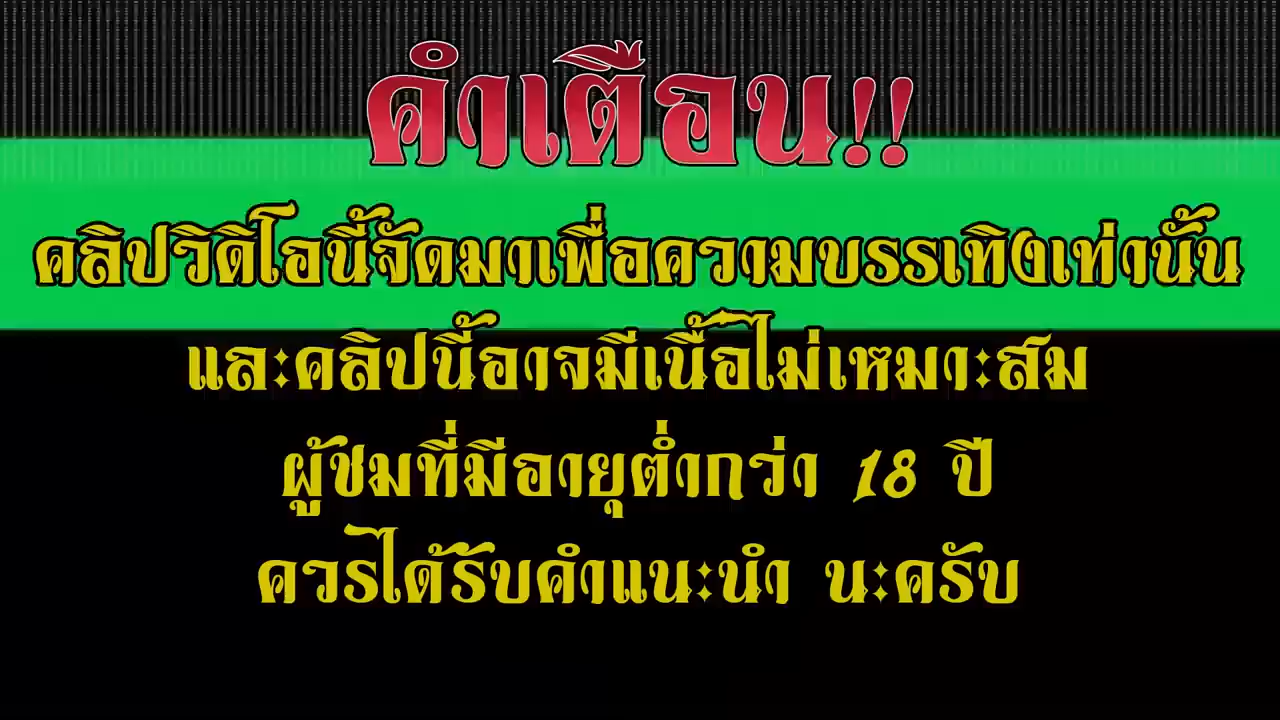 คำเตือน!!
คลิปวิดีโอนี้จัดมาเพื่อความบรรเทิงเท่านั้น
และคลิปนี้อาจมีเนื้อไม่เหมาะสม
ผู้ชมที่มีอายุต่ำกว่า 18 ปี
ควรได้รับคำแนะนำ นะครับ